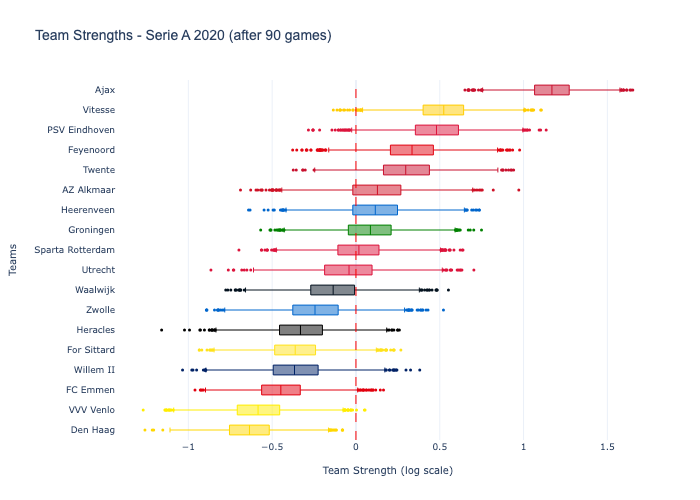 Team Strengths - Serie A 2020 (after 90 games)
Ajax
Vitesse
PSV Eindhoven
Feyenoord
Twente
AZ Alkmaar
Heerenveen
Groningen
Sparta Rotterdam
Utrecht
Waalwijk
Zwolle
Heracles
For Sittard
Willem II
FC Emmen
VVV Venlo
Den Haag
Teams
−1
−0.5
0
0.5
1
1.5
Team Strength (log scale)